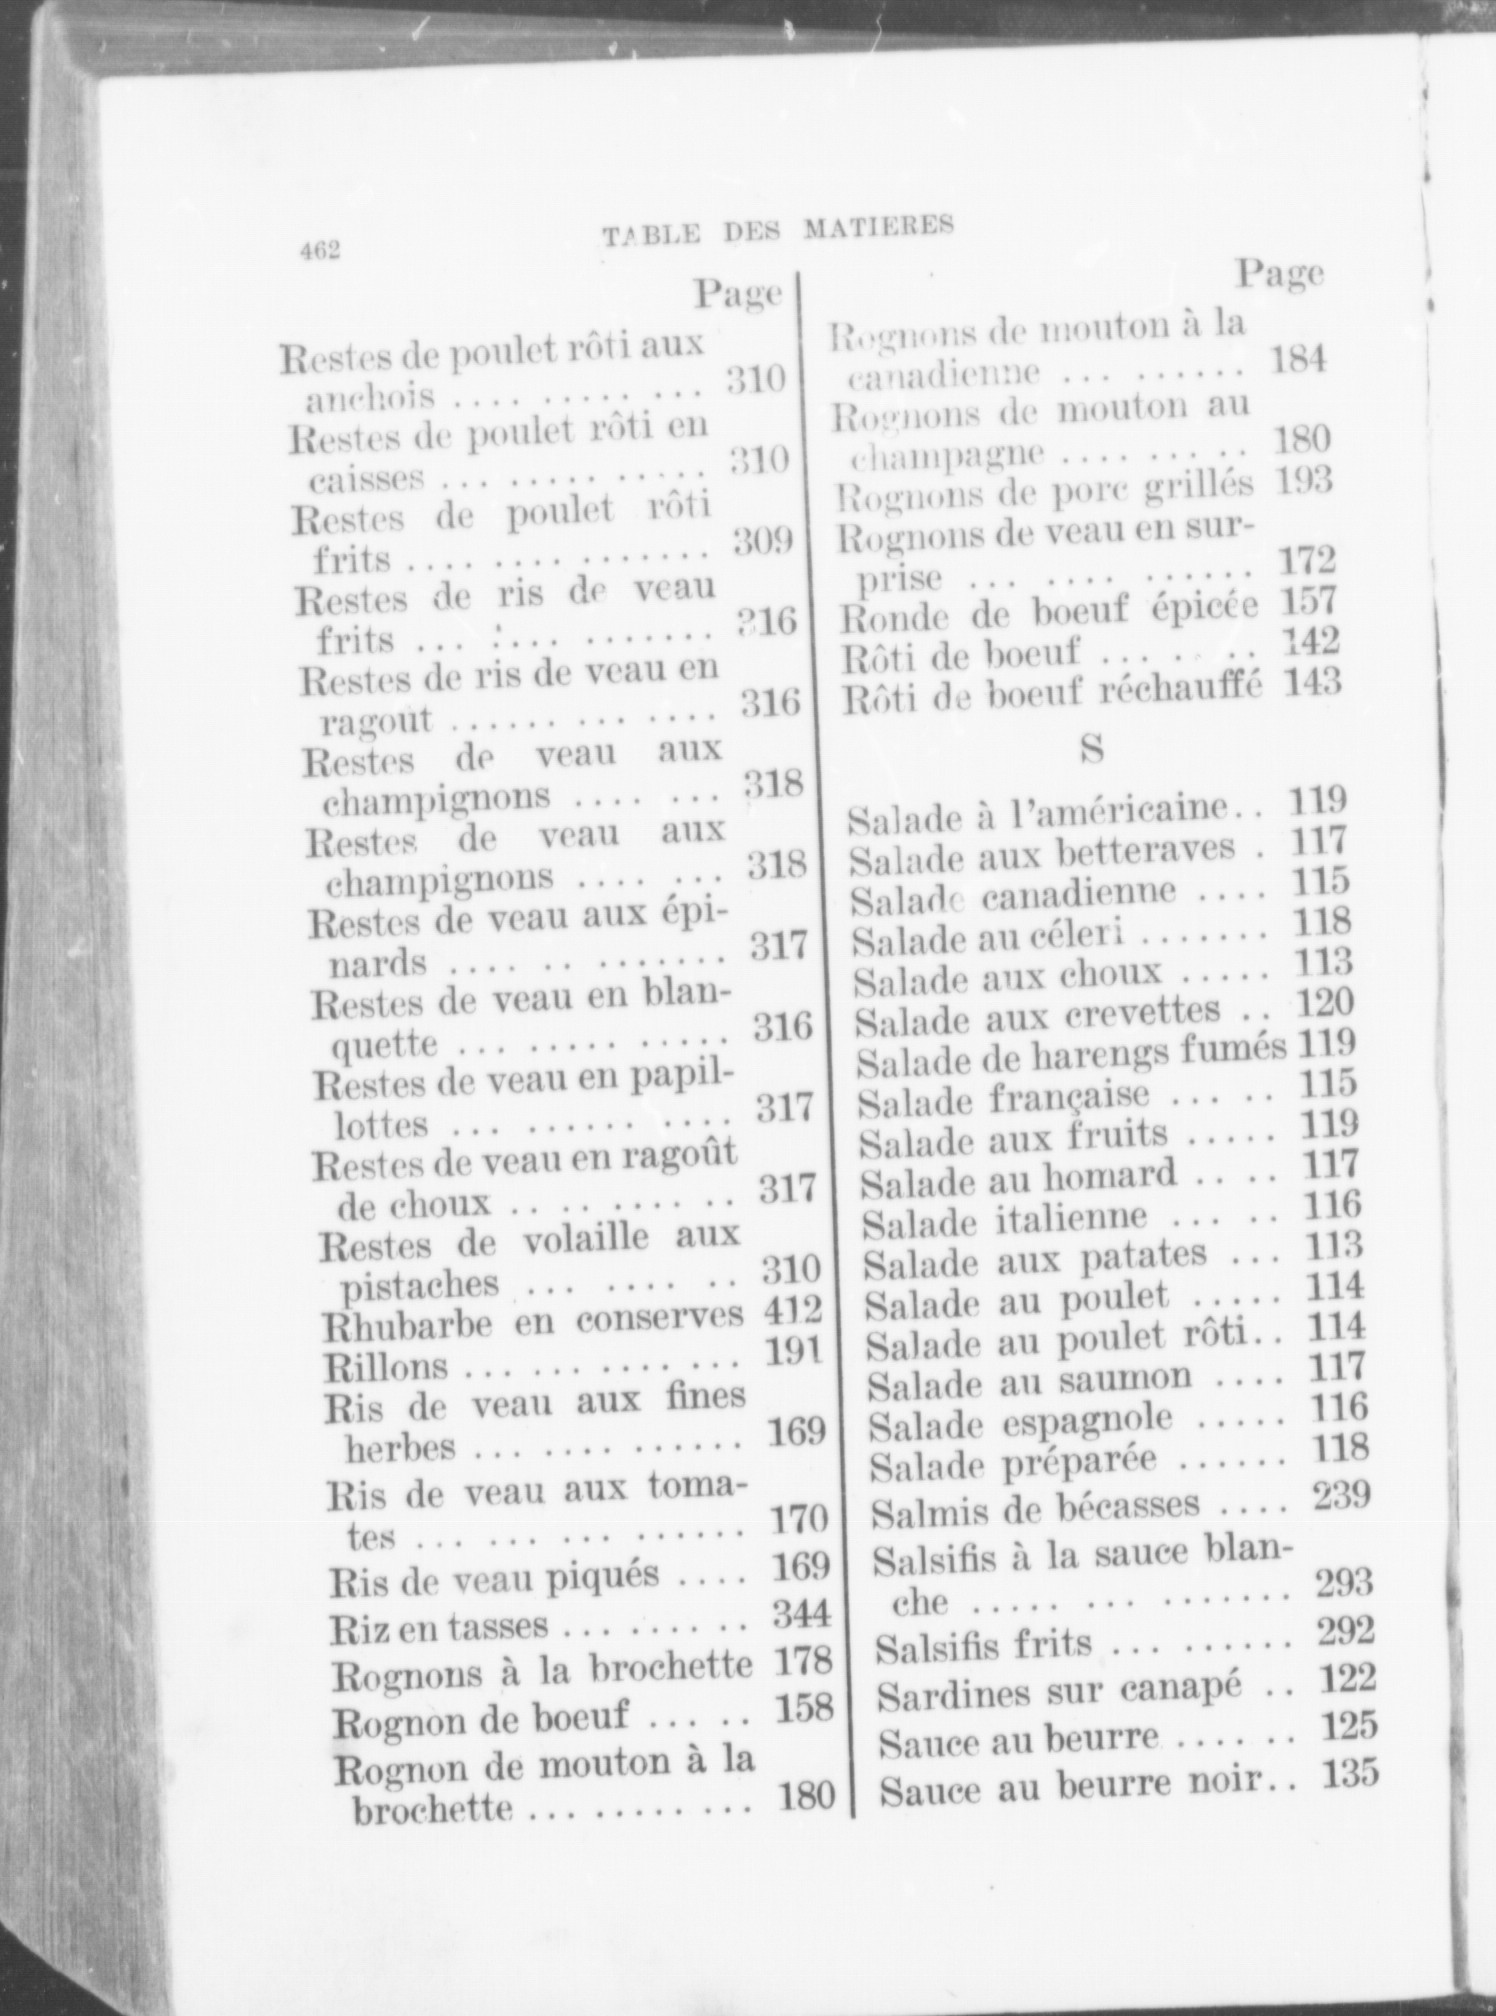 462
TABLE DES MATIERES
Page
Restes de poulet rôti aux
anchois .... ..... ... 310
Restes de poulet rôti en
caisses ... ..... ..... 310
Restes de poulet rôti
frits .... .... ....... 309
Restes de ris de veau
frits ... :... ....... 316
Restes de ris de veau en
ragout ...... .. .... 316
Restes de veau aux
champignons .... ... 318
Restes de veau aux
champignons .... ... 318
Restes de veau aux épi-
nards .... .. ....... 317
Restes de veau en blan-
quette ... ..... ..... 316
Restes de veau en papil-
lottes ... ...... .... 317
Restes de veau en ragoût
de choux .. .. .... .. 317
Restes de volaille aux
pistaches ... .... .. 310
Rhubarbe en conserves 412
Rillons ... ... ... ... 191
Ris de veau aux fines
herbes ... .... ...... 169
Ris de veau aux toma-
tes ... ... ... ...... 170
Ris de veau piqués .... 169
Riz en tasses ......... 344
Rognons à la brochette 178
Rognon de boeuf ..... 158
Rognon de mouton à la
brochette ........... 180
Page
Rognons de mouton à la
canadienne ... ...... 184
Rognons de mouton au
champagne ......... 180
Rognons de porc grillés 193
Rognons de veau en sur-
prise ... .... ...... 172
Ronde de boeuf épicée 157
Rôti de boeuf ... .. .. 142
Rôti de boeuf réchauffé 143
S
Salade à l'américaine.. 119
Salade aux betteraves . 117
Salade canadienne .... 115
Salade au céleri ....... 118
Salade aux choux ..... 113
Salade aux crevettes .. 120
Salade de harengs fumés 119
Salade française ... .. 115
Salade aux fruits ..... 119
Salade au homard .... 117
Salade italienne ... .. 116
Salade aux patates ... 113
Salade au poulet ..... 114
Salade au poulet rôti.. 114
Salade au saumon .... 117
Salade espagnole ..... 116
Salade préparée ...... 118
Salmis de bécasses .... 239
Salsifis à la sauce blan-
che ..... ... ....... 293
Salsifis frits ... ...... 292
Sardines sur canapé .. 122
Sauce au beurre ...... 125
Sauce au beurre noir.. 135